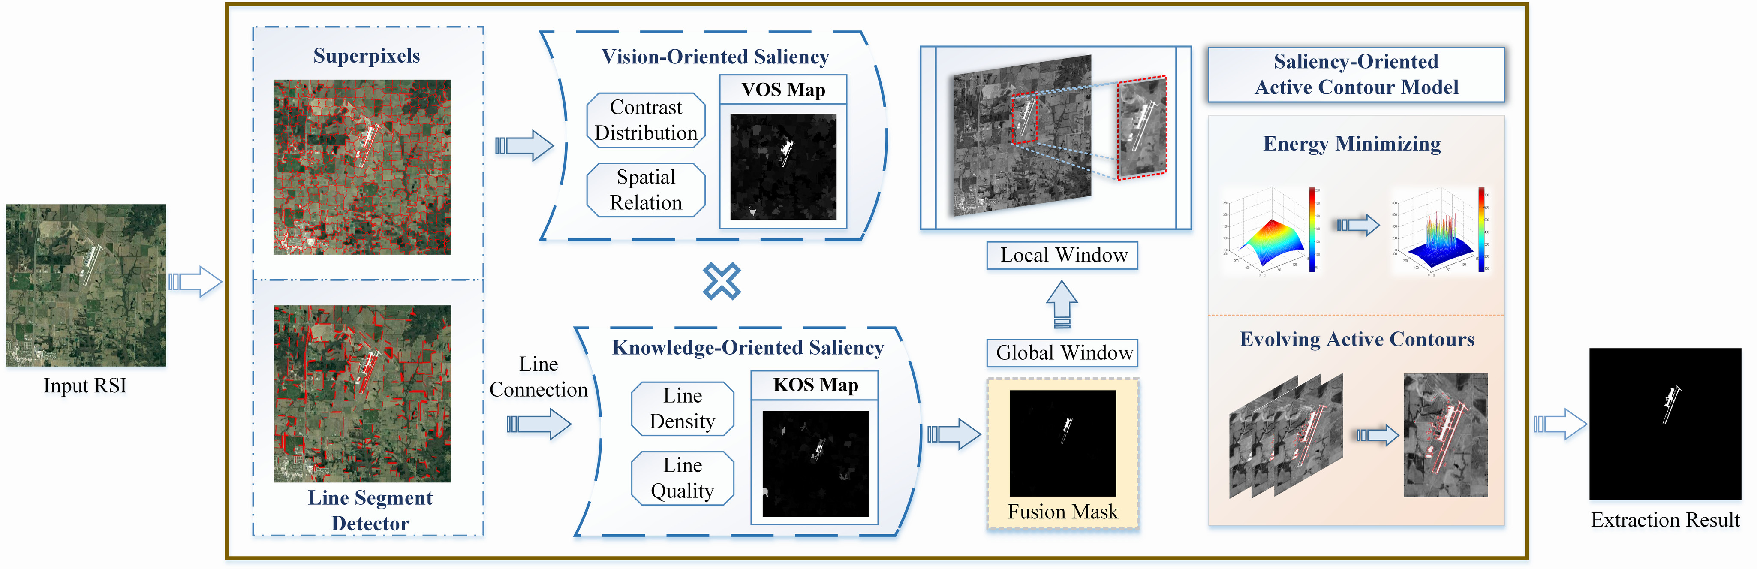 Input RSI
Superpixels
Line Segment
Detector
Vision-Oriented Saliency
Contrast
Distribution
Spatial
Relation
VOS Map
Line
Connection
Knowledge-Oriented Saliency
Line
Density
Line
Quality
KOS Map
Local Window
Global Window
Fusion Mask
Saliency-Oriented
Active Contour Model
Energy Minimizing
Evolving Active Contours
Extraction Result